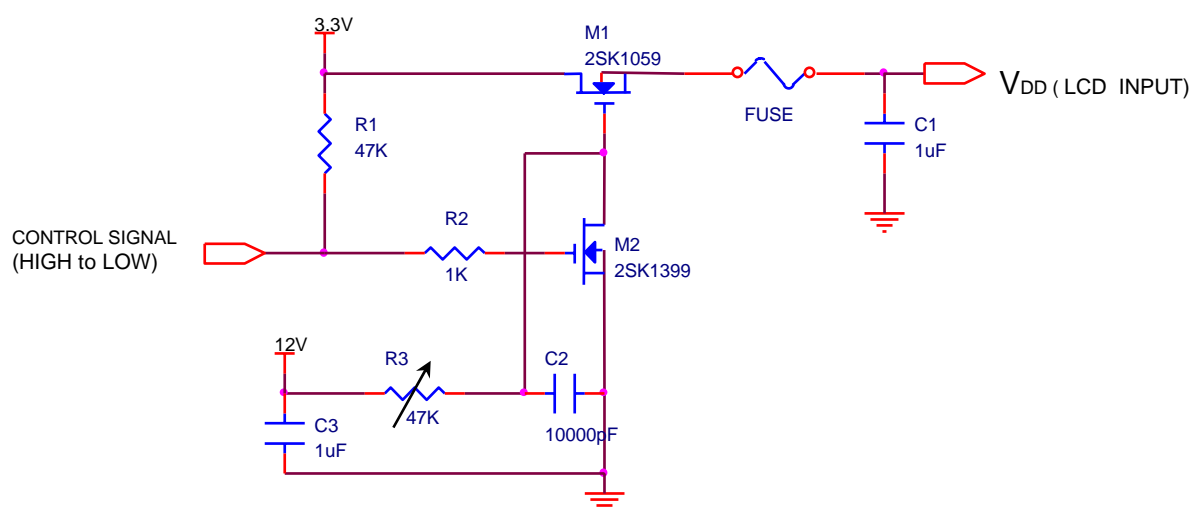 3.3V
M1
2SK1059
FUSE
VDD ( LCD INPUT)
R1
47K
C1
1uF
CONTROL SIGNAL
(HIGH to LOW)
R2
1K
M2
2SK1399
12V
R3
47K
C2
10000pF
C3
1uF